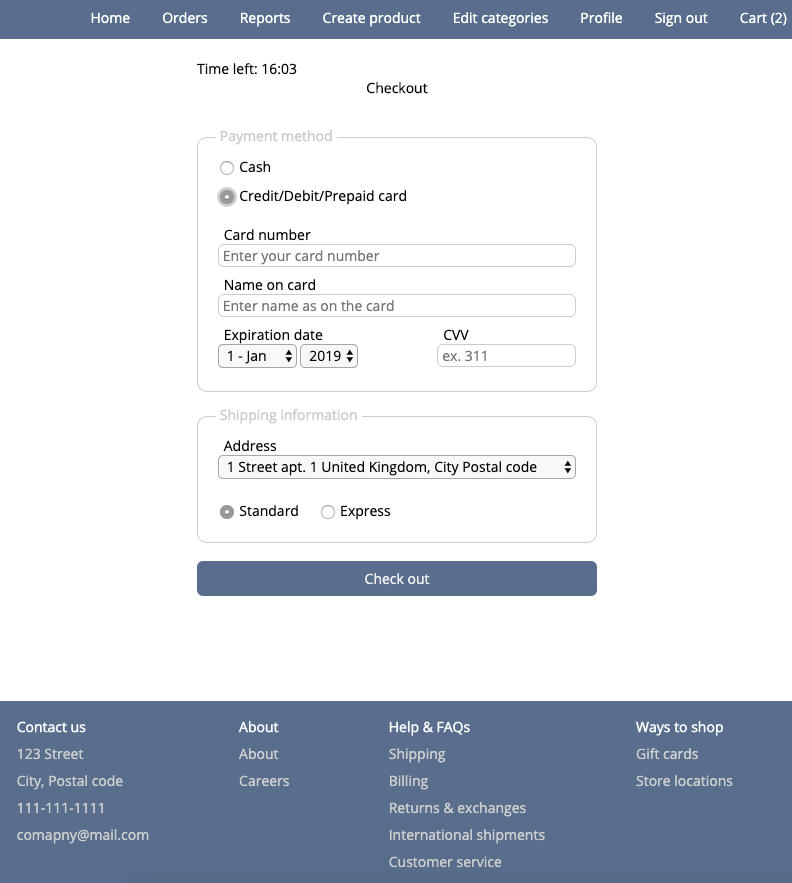 Home Orders Reports Create product Edit categories Profile Sign out Cart (2)
Time left: 16:03
Checkout
Payment method
Cash
Credit/Debit/Prepaid card
Card number
Enter your card number
Name on card
Enter name as on the card
Expiration date CVV
1 - Jan 2019 ex. 311
Shipping information
Address
1 Street apt. 1 United Kingdom, City Postal code
Standard Express
Check out
Contact us About Help & FAQs Ways to shop
123 Street About Shipping Gift cards
City, Postal code Careers Billing Store locations
111-111-1111 Returns & exchanges
comapny@mail.com International shipments
Customer service